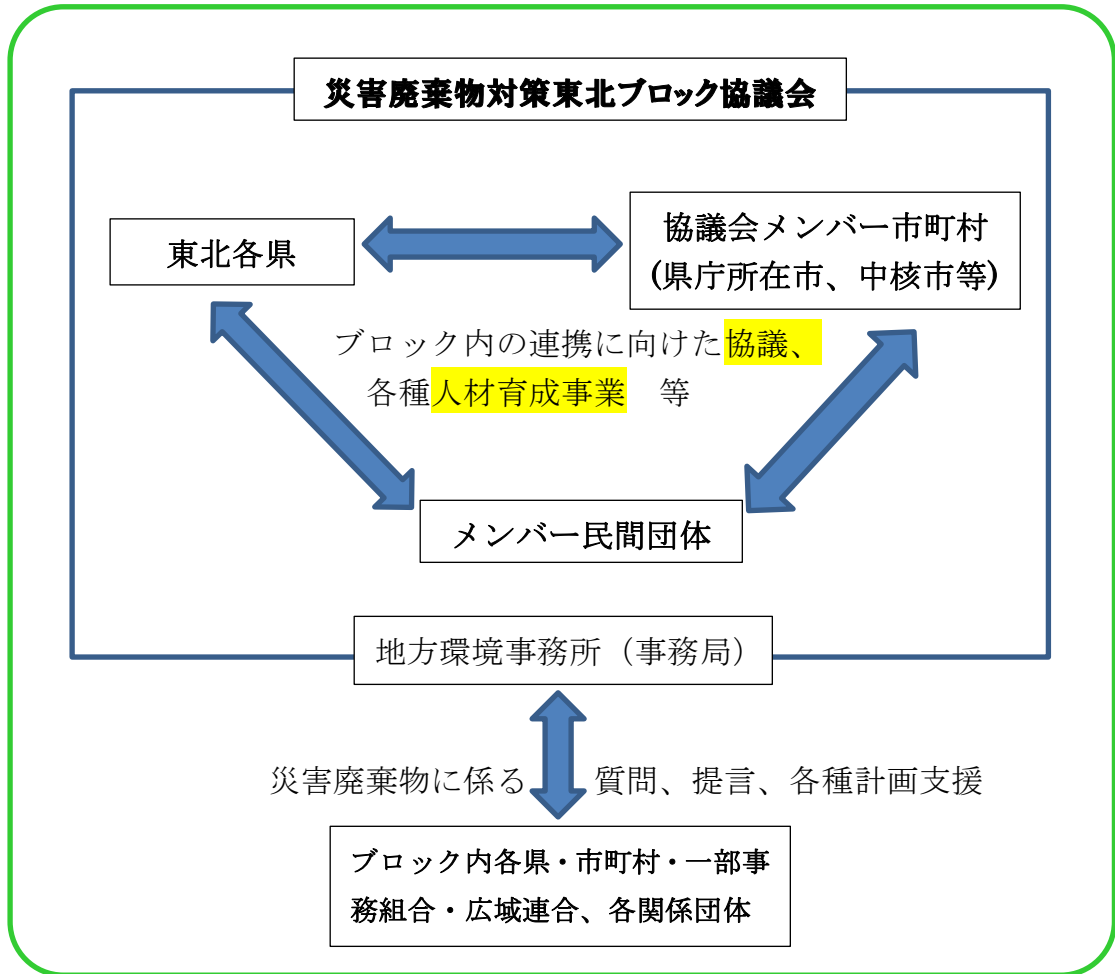 災害廃棄物対策東北ブロック協議会
東北各県
協議会メンバー市町村
(県庁所在市、中核市等)
ブロック内の連携に向けた協議、
各種人材育成事業　等
メンバー民間団体
地方環境事務所（事務局）
災害廃棄物に係る　質問、提言、各種計画支援
ブロック内各県・市町村・一部事
務組合・広域連合、各関係団体